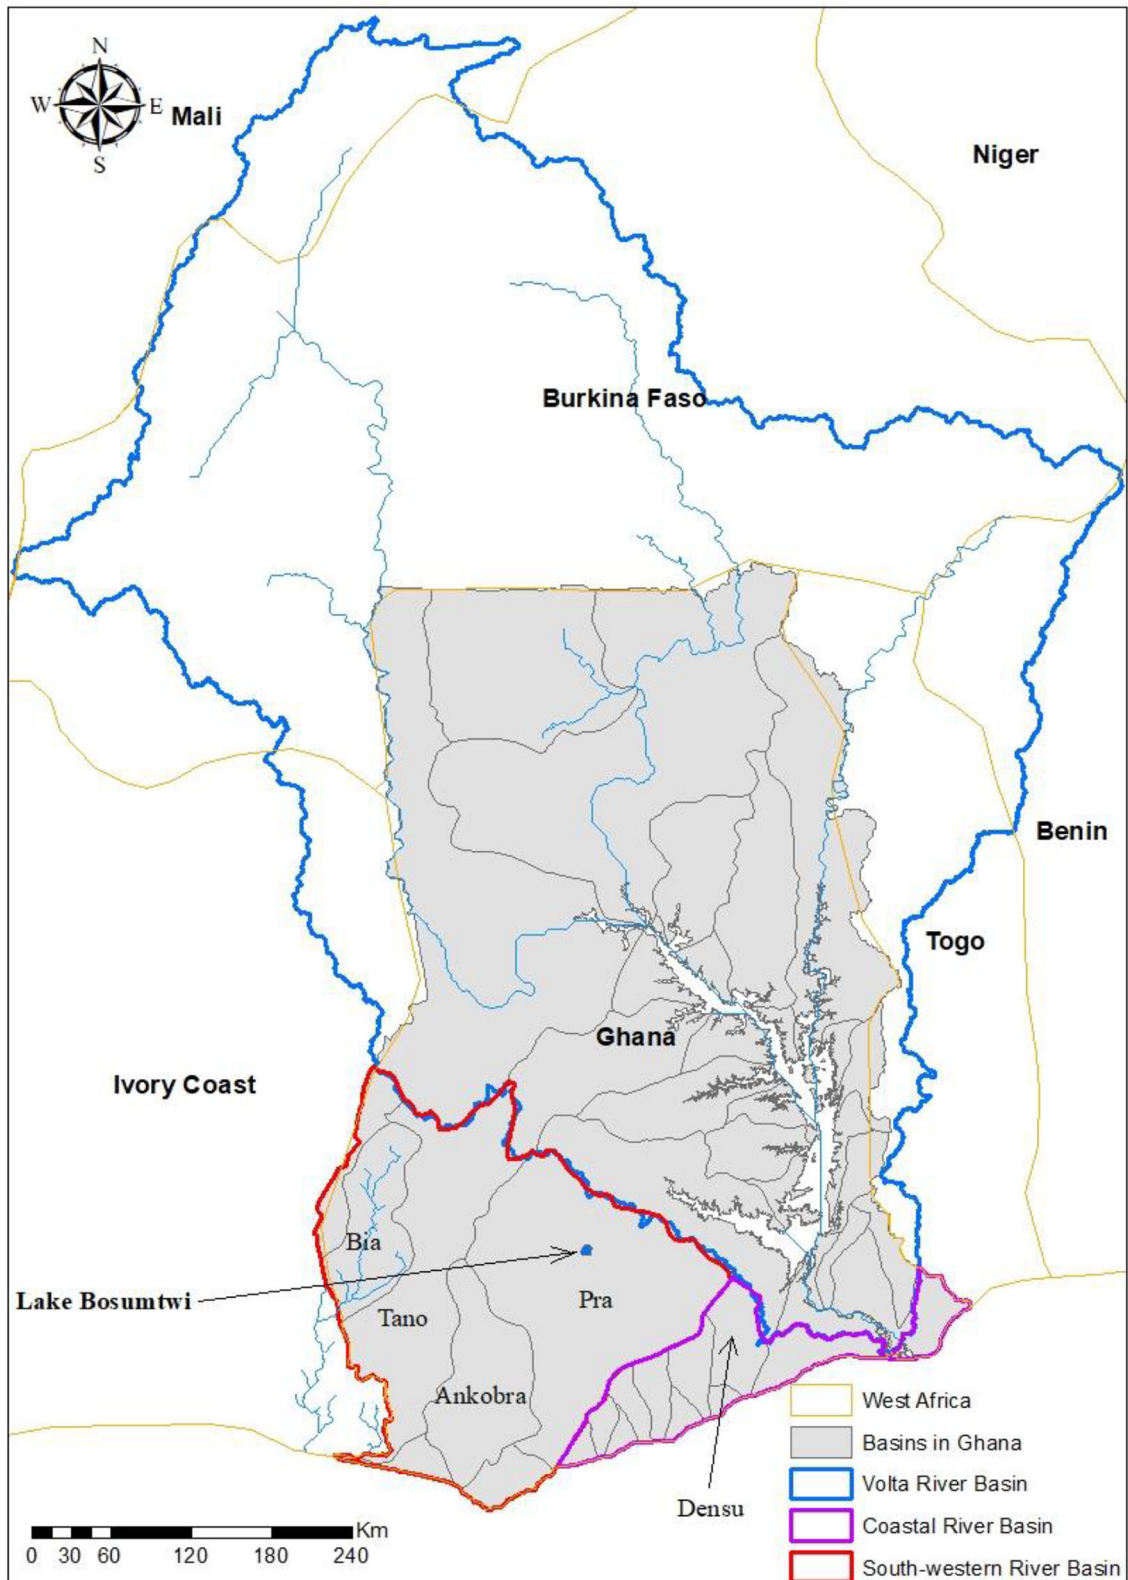 N
W
E
S
Mali
Niger
Burkina Faso
Benin
Togo
Ghana
Ivory Coast
Bia
Lake Bosumtwi
Pra
Tano
Ankobra
Densu
West Africa
Basins in Ghana
Volta River Basin
Coastal River Basin
South-western River Basin
Km
0 30 60 120 180 240